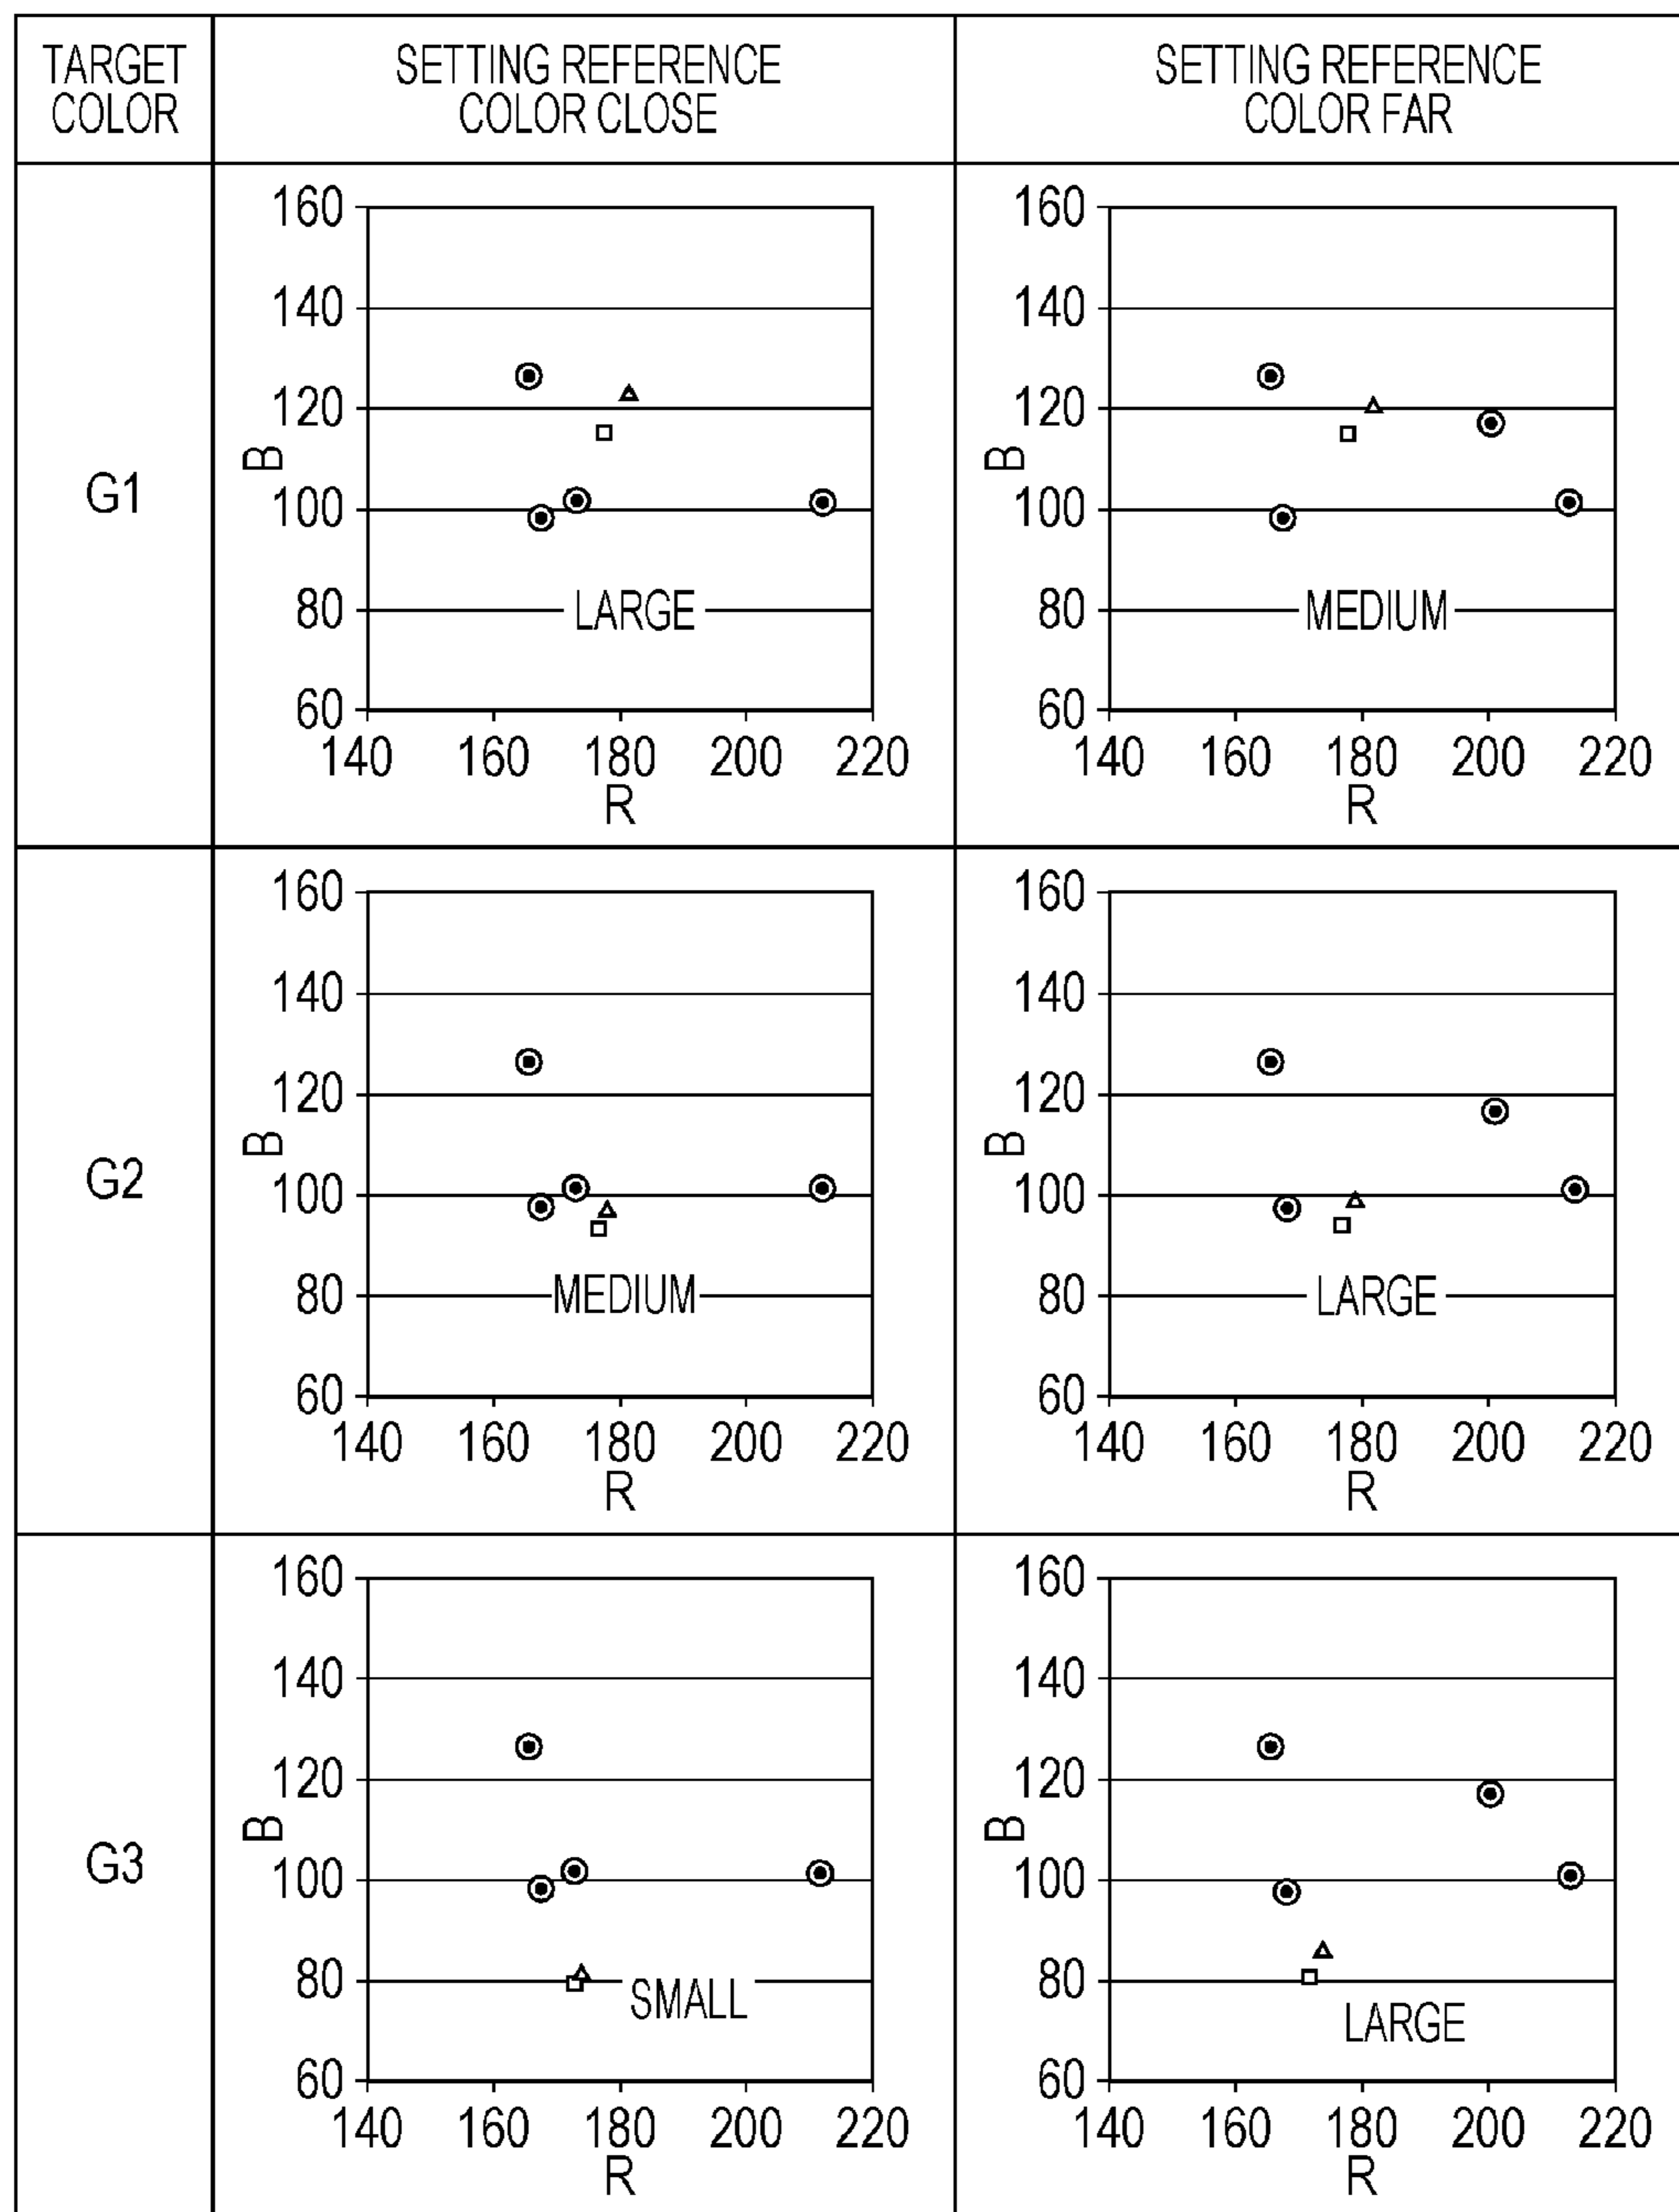 TARGET
COLOR
SETTING REFERENCE
COLOR CLOSE
SETTING REFERENCE
COLOR FAR
G1
160
140
120
100
80
60
B
LARGE
140 160 180 200 220
R
160
140
120
100
80
60
B
MEDIUM
140 160 180 200 220
R
G2
160
140
120
100
80
60
B
MEDIUM
140 160 180 200 220
R
160
140
120
100
80
60
B
LARGE
140 160 180 200 220
R
G3
160
140
120
100
80
60
B
SMALL
140 160 180 200 220
R
160
140
120
100
80
60
B
LARGE
140 160 180 200 220
R